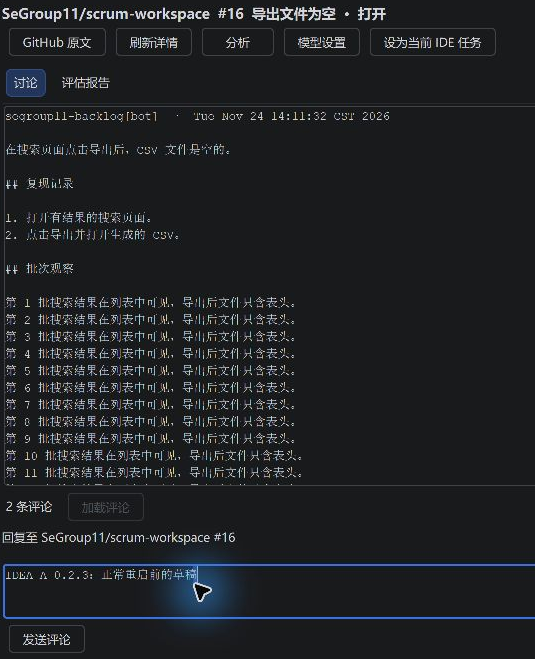 SeGroup11/scrum-workspace #16 导出文件为空 · 打开
GitHub 原文 刷新详情 分析 模型设置 设为当前 IDE 任务
讨论 评估报告
segroup11-backlog[bot] · Tue Nov 24 14:11:32 CST 2026
在搜索页面点击导出后，CSV 文件是空的。
## 复现记录
1. 打开有结果的搜索页面。
2. 点击导出并打开生成的 CSV。
## 批次观察
第 1 批搜索结果在列表中可见，导出后文件只含表头。
第 2 批搜索结果在列表中可见，导出后文件只含表头。
第 3 批搜索结果在列表中可见，导出后文件只含表头。
第 4 批搜索结果在列表中可见，导出后文件只含表头。
第 5 批搜索结果在列表中可见，导出后文件只含表头。
第 6 批搜索结果在列表中可见，导出后文件只含表头。
第 7 批搜索结果在列表中可见，导出后文件只含表头。
第 8 批搜索结果在列表中可见，导出后文件只含表头。
第 9 批搜索结果在列表中可见，导出后文件只含表头。
第 10 批搜索结果在列表中可见，导出后文件只含表头。
第 11 批搜索结果在列表中可见，导出后文件只含表头。
2 条评论 加载评论
回复至 SeGroup11/scrum-workspace #16
IDEA A 0.2.3：正常重启前的草稿
发送评论